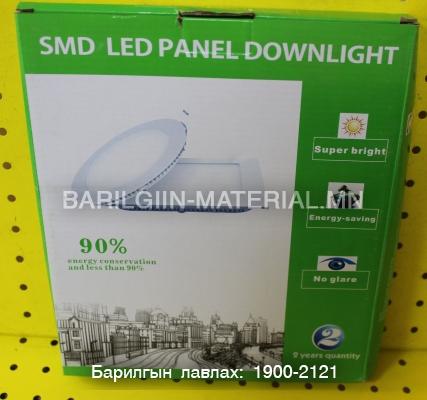 SMD LED PANEL DOWNLIGHT
Super bright
BARILGIIN-MATERIAL.MN
Energy-saving
90%
energy conservation
and less than 90%
No glare
2
2 years quantity
Барилгын лавлах: 1900-2121